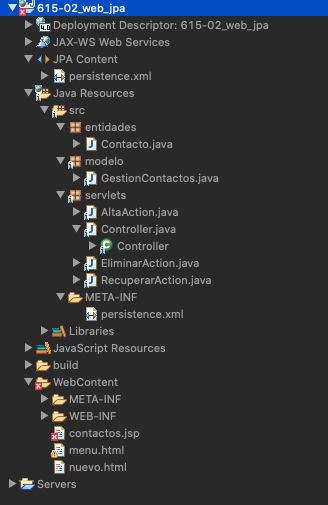 615-02_web_jpa
Deployment Descriptor: 615-02_web_jpa
JAX-WS Web Services
JPA Content
persistence.xml
Java Resources
src
entidades
Contacto.java
modelo
GestionContactos.java
servlets
AltaAction.java
Controller.java
Controller
EliminarAction.java
RecuperarAction.java
META-INF
persistence.xml
Libraries
JavaScript Resources
build
WebContent
META-INF
WEB-INF
contactos.jsp
menu.html
nuevo.html
Servers